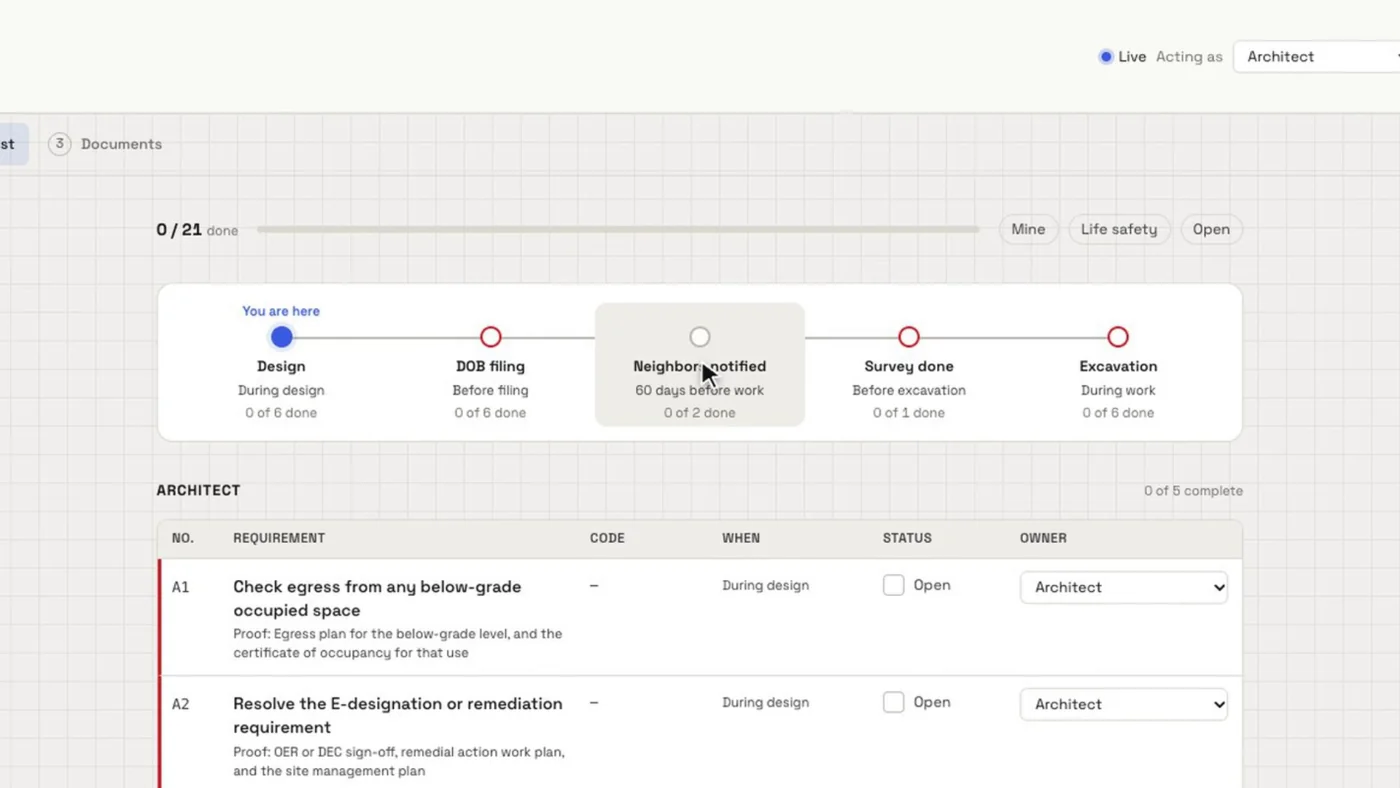 Live Acting as Architect
st 3 Documents
0 / 21 done Mine Life safety Open
You are here
Design DOB filing Neighbors notified Survey done Excavation
During design Before filing 60 days before work Before excavation During work
0 of 6 done 0 of 6 done 0 of 2 done 0 of 1 done 0 of 6 done
ARCHITECT 0 of 5 complete
NO. REQUIREMENT CODE WHEN STATUS OWNER
A1 Check egress from any below-grade – During design Open Architect
occupied space
Proof: Egress plan for the below-grade level, and the
certificate of occupancy for that use
A2 Resolve the E-designation or remediation – During design Open Architect
requirement
Proof: OER or DEC sign-off, remedial action work plan,
and the site management plan